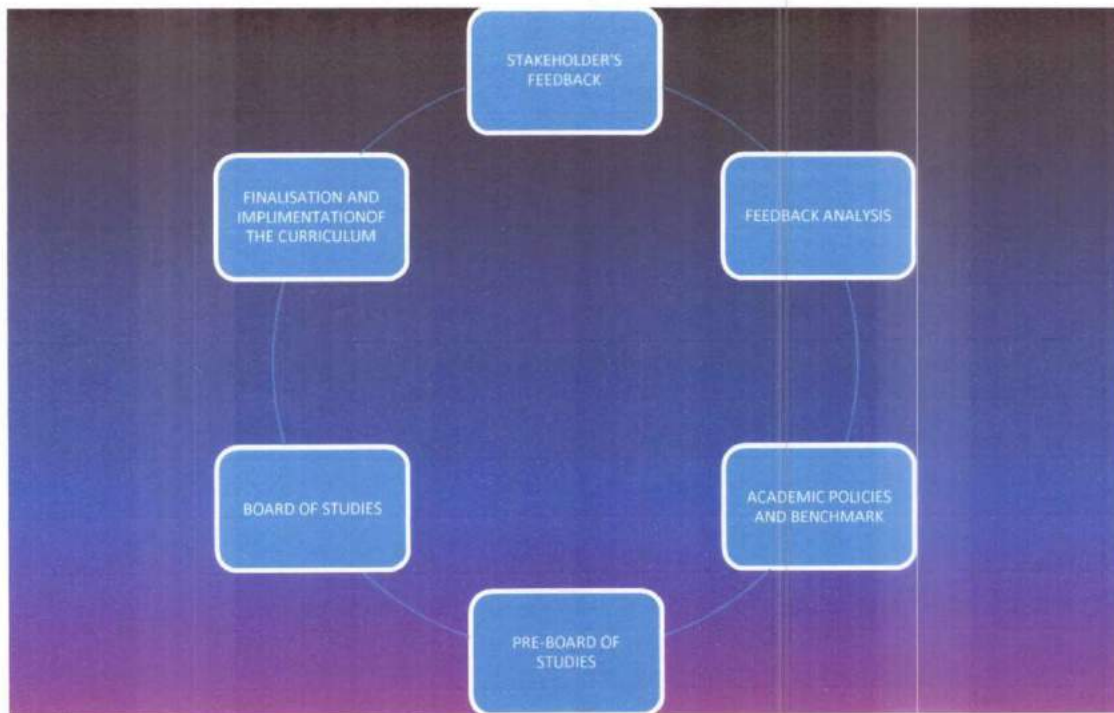 STAKEHOLDER'S
FEEDBACK
FEEDBACK ANALYSIS
ACADEMIC POLICIES
AND BENCHMARK
PRE-BOARD OF
STUDIES
BOARD OF STUDIES
FINALISATION AND
IMPLIMENTATIONOF
THE CURRICULUM